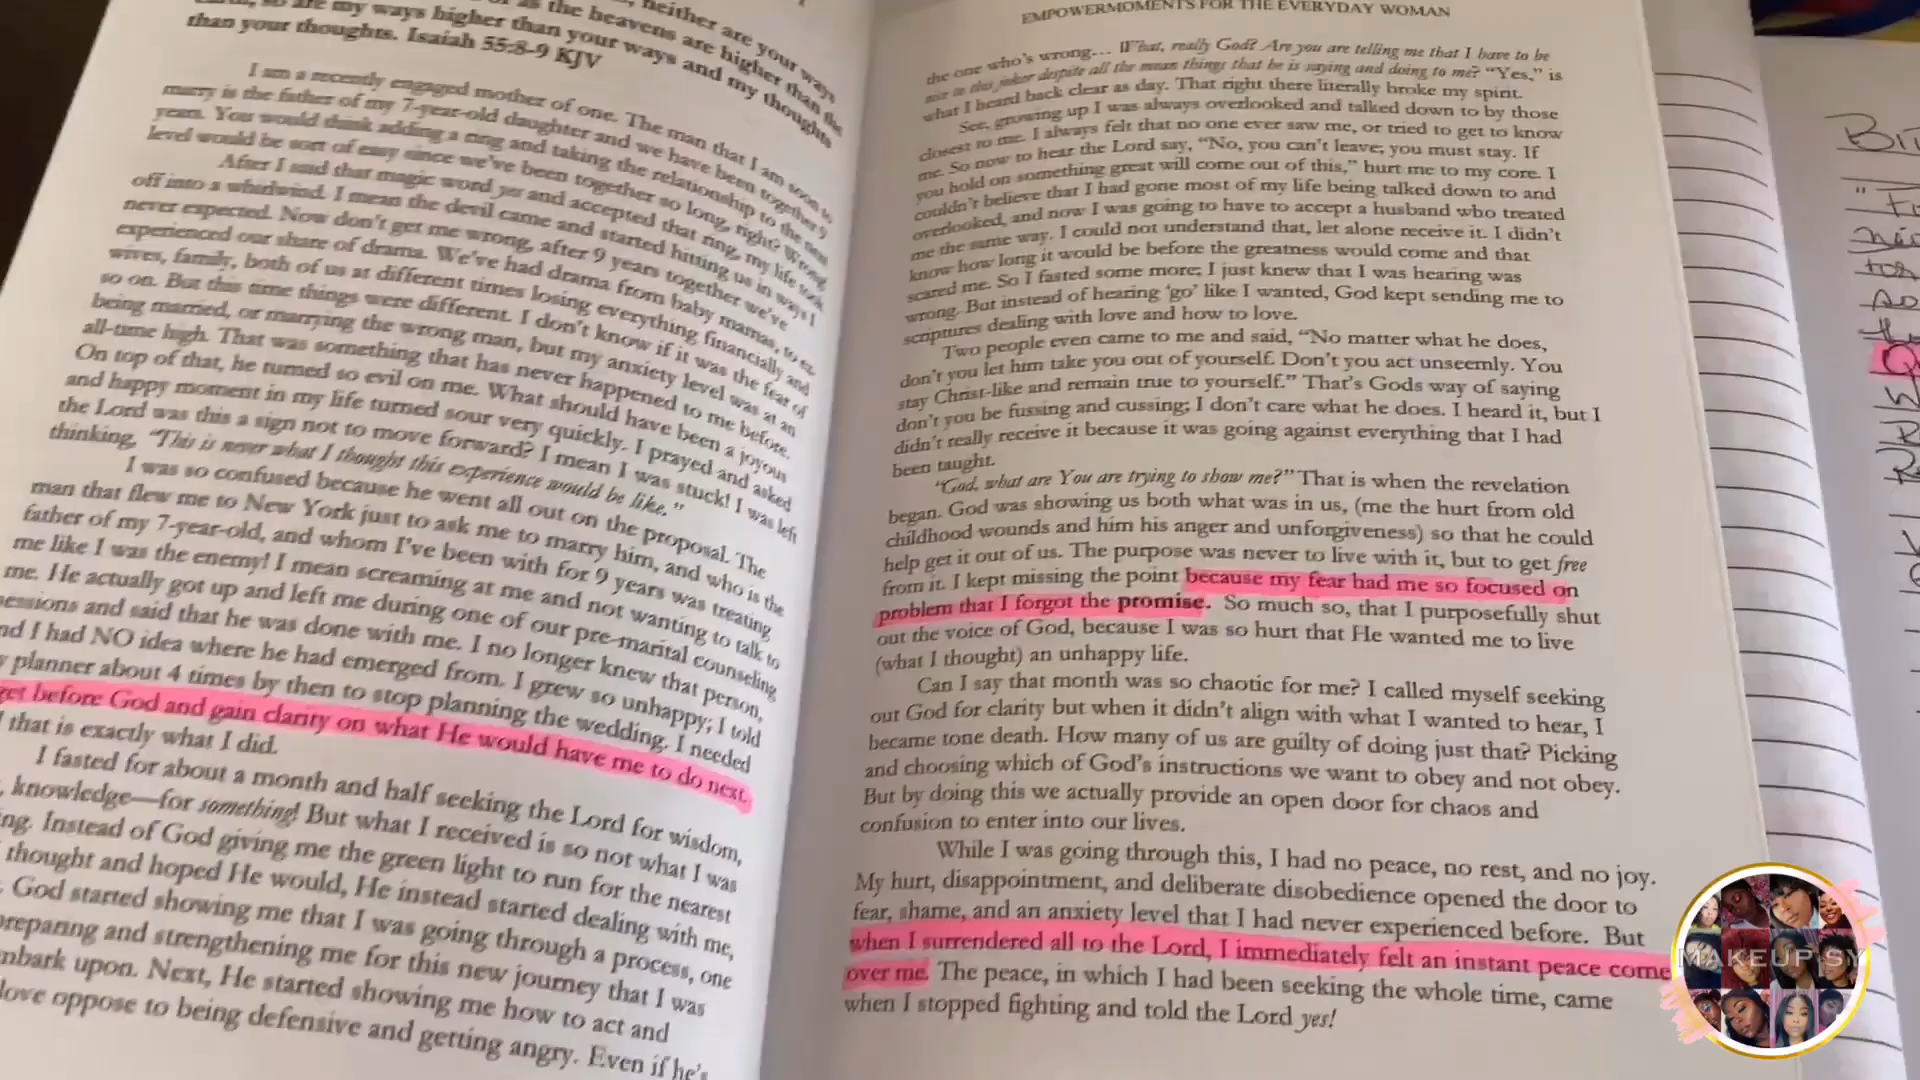 neither are your ways
as the heavens are higher than the
so are my ways higher than your ways and my thoughts
than your thoughts. Isaiah 55:8-9 KJV
I am a recently engaged mother of one. The man that I am soon to
marry is the father of my 7-year-old daughter and we have been together 9
years. You would think adding a ring and taking the relationship to the next
level would be sort of easy since we've been together so long, right? Wrong
After I said that magic word yes and accepted that ring, my life took
off into a whirlwind. I mean the devil came and started hitting us in ways I
never expected. Now don't get me wrong, after 9 years together we've
experienced our share of drama. We've had drama from baby mamas, to ex
wives, family, both of us at different times losing everything financially and
so on. But this time things were different. I don't know if it was the fear of
being married, or marrying the wrong man, but my anxiety level was at an
all-time high. That was something that has never happened to me before.
On top of that, he turned so evil on me. What should have been a joyous
and happy moment in my life turned sour very quickly. I prayed and asked
the Lord was this a sign not to move forward? I mean I was stuck! I was left
thinking, "This is never what I thought this experience would be like."
I was so confused because he went all out on the proposal. The
man that flew me to New York just to ask me to marry him, and who is the
father of my 7-year-old, and whom I've been with for 9 years was treating
me like I was the enemy! I mean screaming at me and not wanting to talk to
me. He actually got up and left me during one of our pre-marital counseling
sessions and said that he was done with me. I no longer knew that person,
nd I had NO idea where he had emerged from. I grew so unhappy; I told
y planner about 4 times by then to stop planning the wedding. I needed
get before God and gain clarity on what He would have me to do next.
that is exactly what I did.
I fasted for about a month and half seeking the Lord for wisdom,
, knowledge—for something! But what I received is so not what I was
ng. Instead of God giving me the green light to run for the nearest
thought and hoped He would, He instead started dealing with me,
. God started showing me that I was going through a process, one
preparing and strengthening me for this new journey that I was
mbark upon. Next, He started showing me how to act and
love oppose to being defensive and getting angry. Even if he's
EMPOWERMOMENTS FOR THE EVERYDAY WOMAN
the one who's wrong... What, really God? Are you are telling me that I have to be
nice to this joker despite all the mean things that he is saying and doing to me? "Yes," is
what I heard back clear as day. That right there literally broke my spirit.
See, growing up I was always overlooked and talked down to by those
closest to me. I always felt that no one ever saw me, or tried to get to know
me. So now to hear the Lord say, "No, you can't leave; you must stay. If
you hold on something great will come out of this," hurt me to my core. I
couldn't believe that I had gone most of my life being talked down to and
overlooked, and now I was going to have to accept a husband who treated
me the same way. I could not understand that, let alone receive it. I didn't
know how long it would be before the greatness would come and that
scared me. So I fasted some more; I just knew that I was hearing was
wrong. But instead of hearing 'go' like I wanted, God kept sending me to
scriptures dealing with love and how to love.
Two people even came to me and said, "No matter what he does,
don't you let him take you out of yourself. Don't you act unseemly. You
stay Christ-like and remain true to yourself." That's Gods way of saying
don't you be fussing and cussing; I don't care what he does. I heard it, but I
didn't really receive it because it was going against everything that I had
been taught.
"God, what are You are trying to show me?" That is when the revelation
began. God was showing us both what was in us, (me the hurt from old
childhood wounds and him his anger and unforgiveness) so that he could
help get it out of us. The purpose was never to live with it, but to get free
from it. I kept missing the point because my fear had me so focused on
problem that I forgot the promise. So much so, that I purposefully shut
out the voice of God, because I was so hurt that He wanted me to live
(what I thought) an unhappy life.
Can I say that month was so chaotic for me? I called myself seeking
out God for clarity but when it didn't align with what I wanted to hear, I
became tone death. How many of us are guilty of doing just that? Picking
and choosing which of God's instructions we want to obey and not obey.
But by doing this we actually provide an open door for chaos and
confusion to enter into our lives.
While I was going through this, I had no peace, no rest, and no joy.
My hurt, disappointment, and deliberate disobedience opened the door to
fear, shame, and an anxiety level that I had never experienced before. But
when I surrendered all to the Lord, I immediately felt an instant peace come
over me. The peace, in which I had been seeking the whole time, came
when I stopped fighting and told the Lord yes!
MAKEUP.SY